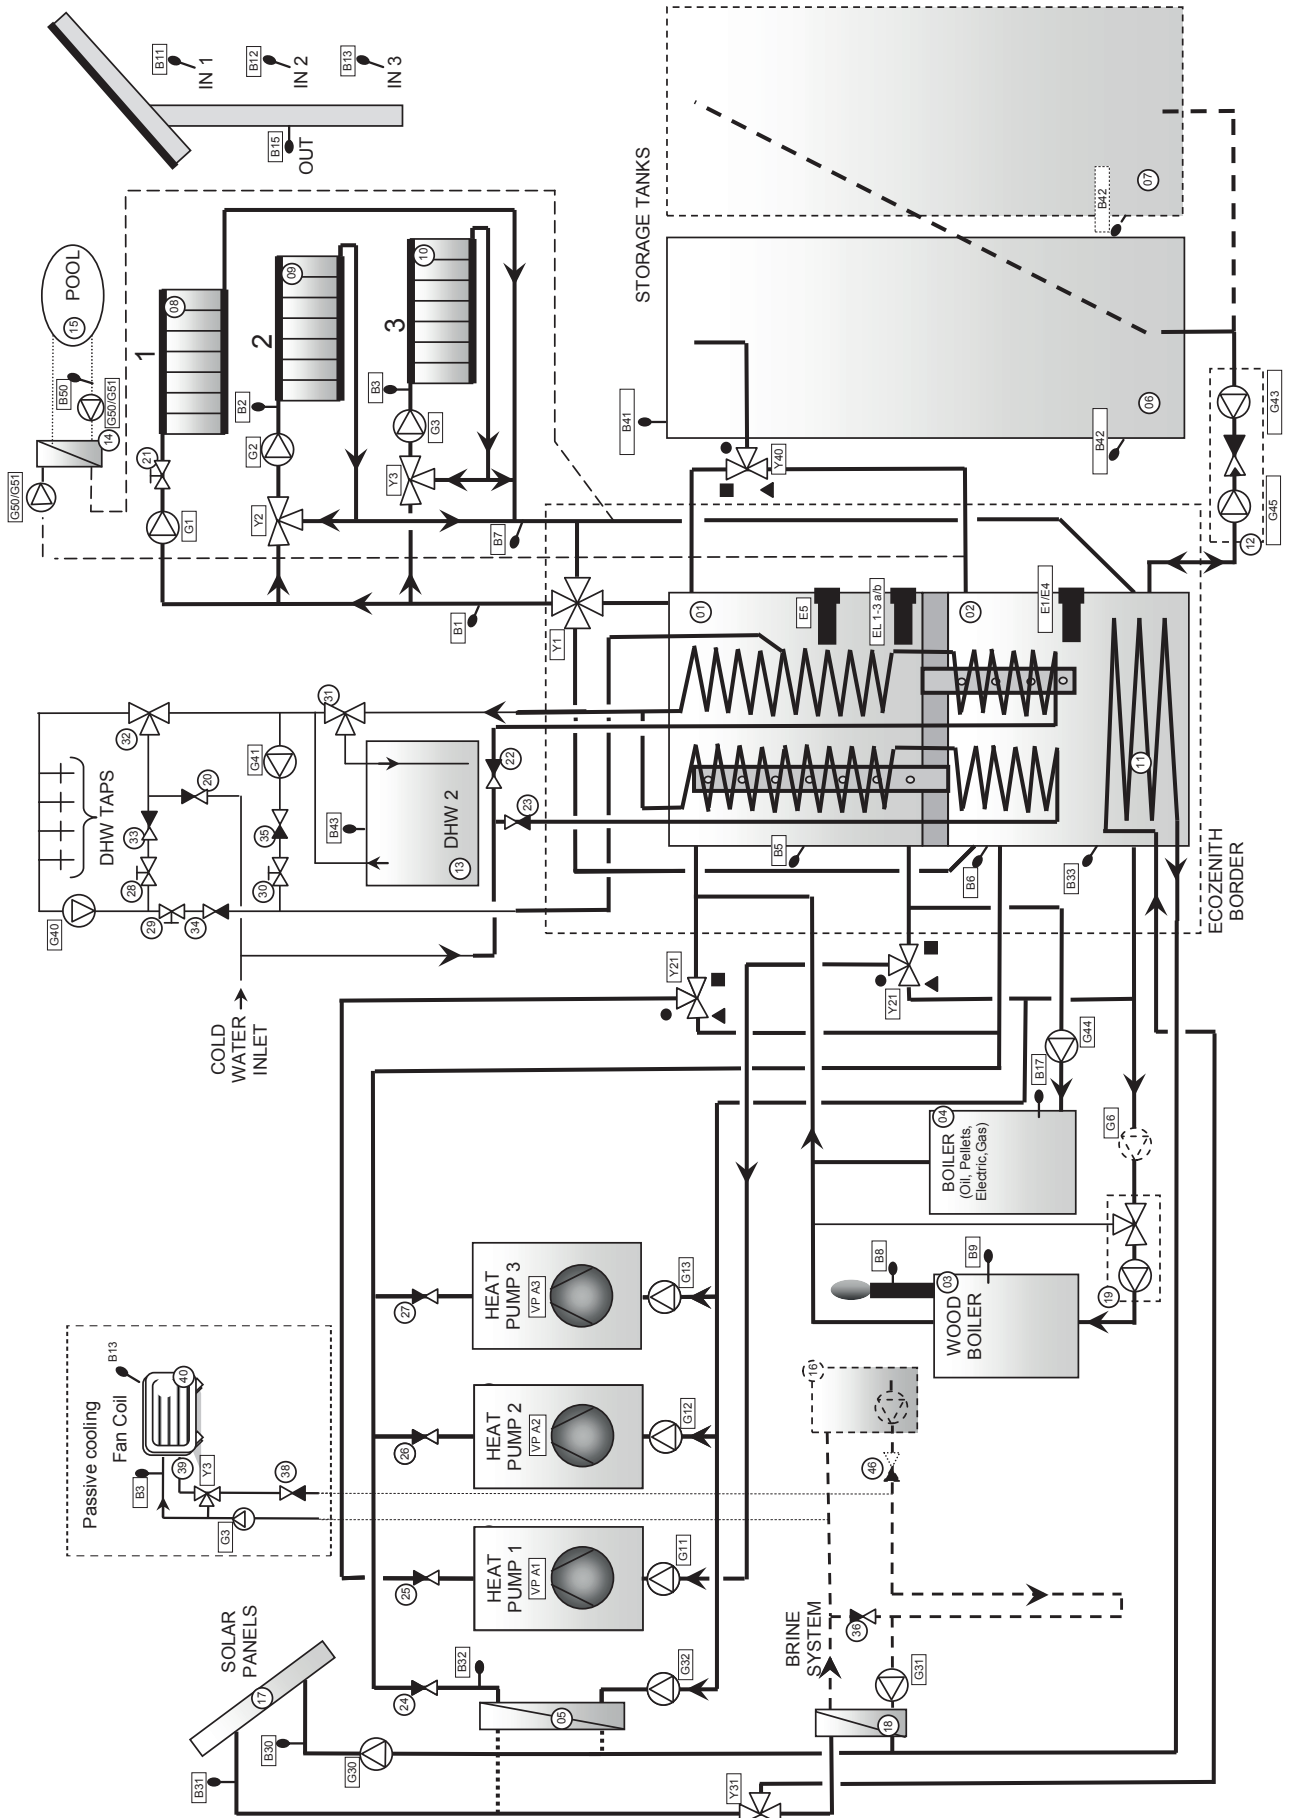 B11
IN 1
B12
IN 2
B13
IN 3
B15
OUT
POOL
15
B50
G50/G51
14
G50/G51
21
G1
1
08
2
09
B2
G2
Y2
3
10
B3
G3
Y3
B7
B1
Y1
STORAGE TANKS
B41
Y40
B42
06
B42
07
G43
G45
12
01
E5
EL 1-3 a/b
02
E1/E4
11
B5
B6
B33
ECOZENITH
BORDER
DHW TAPS
32
31
20
33
28
G40
29
34
G41
35
30
B43
DHW 2
13
22
23
COLD
WATER
INLET
Y21
Y21
G44
B17
04
BOILER
(Oil, Pellets,
Electric,Gas)
G6
19
B8
B9
03
WOOD
BOILER
27
HEAT
PUMP 3
VP A3
G13
26
HEAT
PUMP 2
VP A2
G12
25
HEAT
PUMP 1
VP A1
G11
24
B32
05
G32
Passive cooling
Fan Coil
B13
40
B3
39
Y3
G3
38
16
46
BRINE
SYSTEM
36
G31
18
SOLAR
PANELS
17
B31
B30
G30
Y31